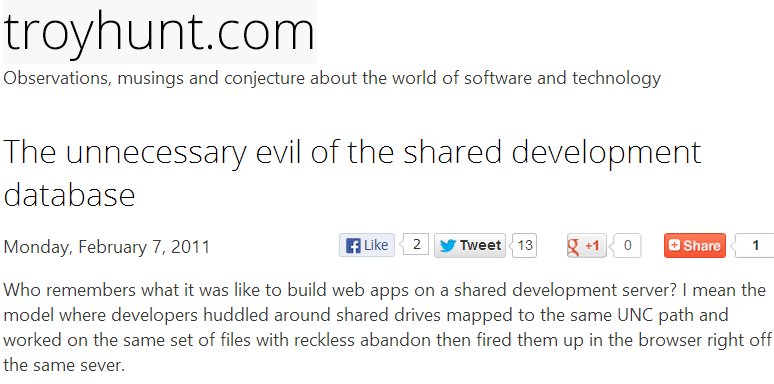 troyhunt.com
Observations, musings and conjecture about the world of software and technology
The unnecessary evil of the shared development
database
Monday, February 7, 2011 Like 2 Tweet 13 +1 0 Share 1
Who remembers what it was like to build web apps on a shared development server? I mean the
model where developers huddled around shared drives mapped to the same UNC path and
worked on the same set of files with reckless abandon then fired them up in the browser right off
the same sever.